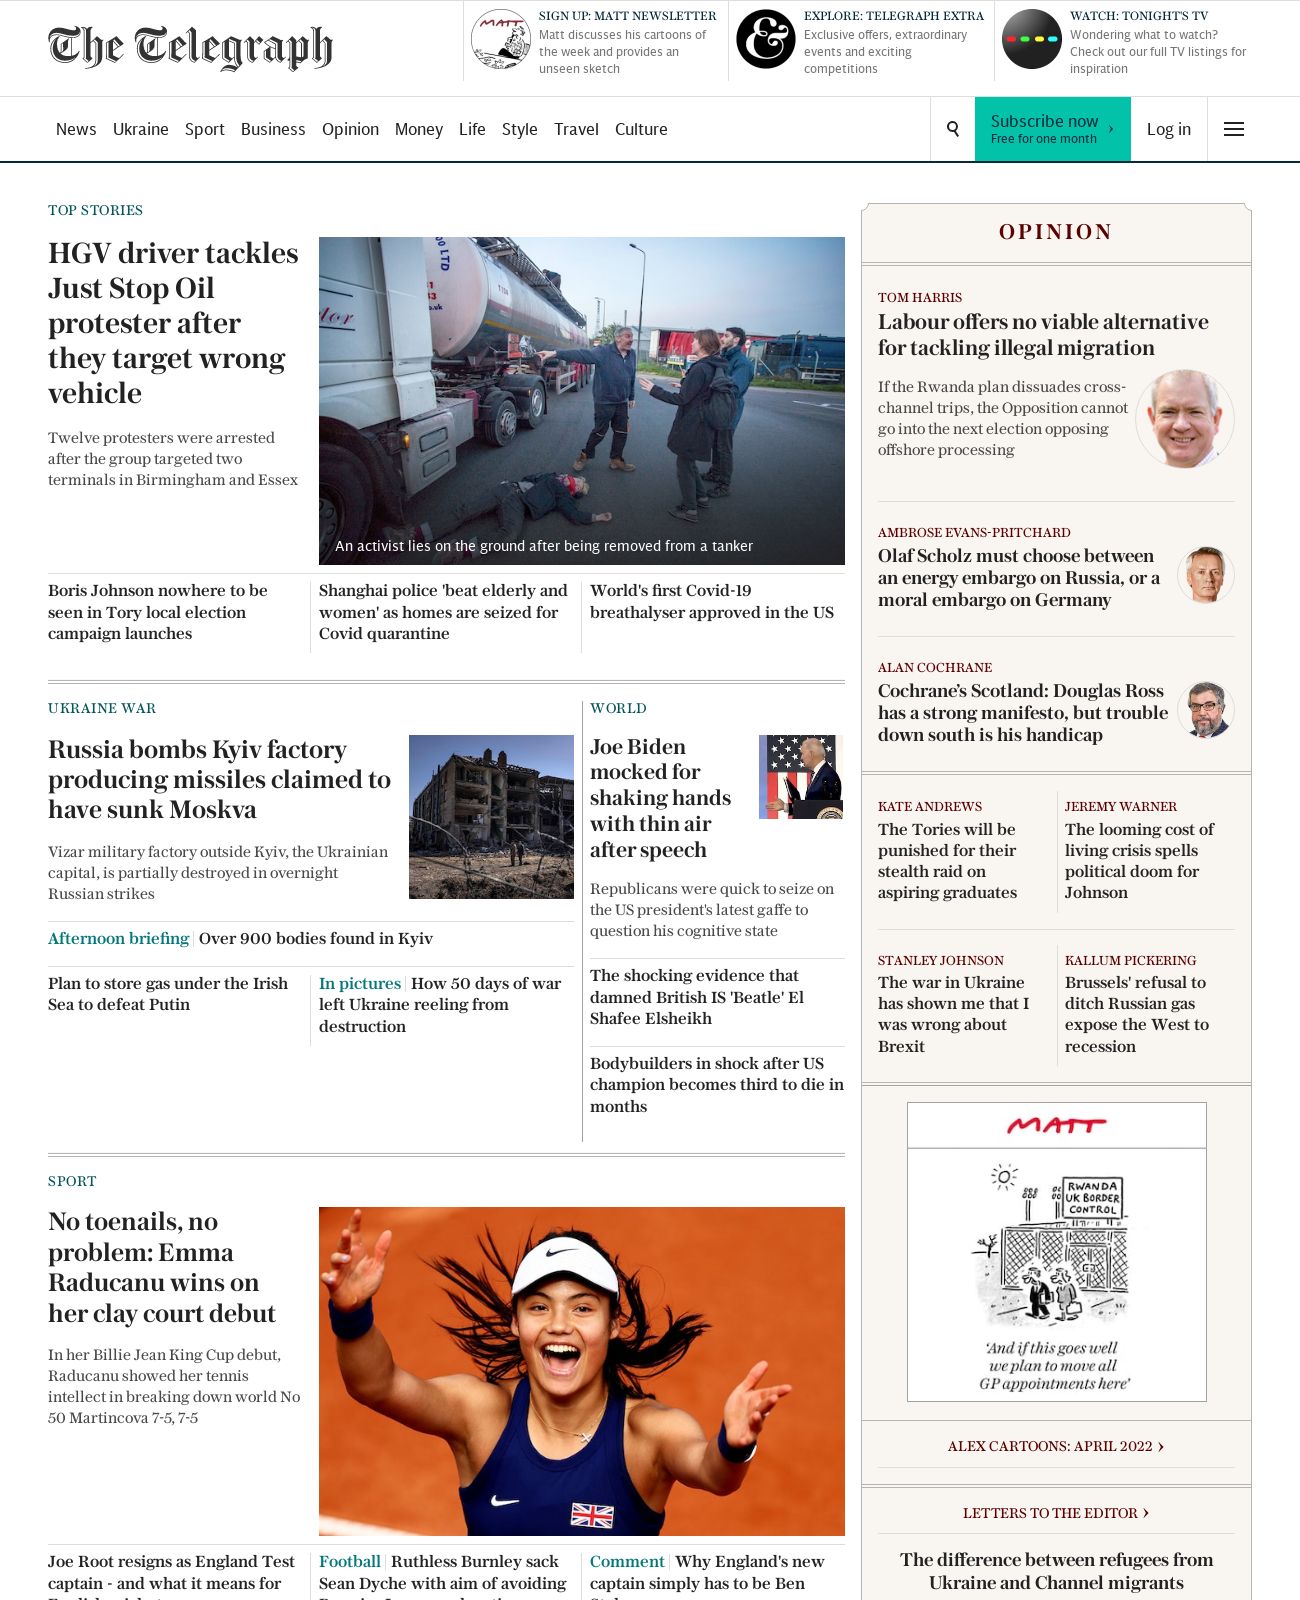 The Telegraph
SIGN UP: MATT NEWSLETTER
Matt discusses his cartoons of
the week and provides an
unseen sketch
EXPLORE: TELEGRAPH EXTRA
Exclusive offers, extraordinary
events and exciting
competitions
WATCH: TONIGHT'S TV
Wondering what to watch?
Check out our full TV listings for
inspiration
MATT
&
News Ukraine Sport Business Opinion Money Life Style Travel Culture
Subscribe now ›
Free for one month
Log in
TOP STORIES
HGV driver tackles
Just Stop Oil
protester after
they target wrong
vehicle
Twelve protesters were arrested
after the group targeted two
terminals in Birmingham and Essex
An activist lies on the ground after being removed from a tanker
Boris Johnson nowhere to be
seen in Tory local election
campaign launches
Shanghai police 'beat elderly and
women' as homes are seized for
Covid quarantine
World's first Covid-19
breathalyser approved in the US
UKRAINE WAR
Russia bombs Kyiv factory
producing missiles claimed to
have sunk Moskva
Vizar military factory outside Kyiv, the Ukrainian
capital, is partially destroyed in overnight
Russian strikes
Afternoon briefing Over 900 bodies found in Kyiv
Plan to store gas under the Irish
Sea to defeat Putin
In pictures How 50 days of war
left Ukraine reeling from
destruction
WORLD
Joe Biden
mocked for
shaking hands
with thin air
after speech
Republicans were quick to seize on
the US president's latest gaffe to
question his cognitive state
The shocking evidence that
damned British IS 'Beatle' El
Shafee Elsheikh
Bodybuilders in shock after US
champion becomes third to die in
months
SPORT
No toenails, no
problem: Emma
Raducanu wins on
her clay court debut
In her Billie Jean King Cup debut,
Raducanu showed her tennis
intellect in breaking down world No
50 Martincova 7-5, 7-5
Joe Root resigns as England Test
captain - and what it means for
Football Ruthless Burnley sack
Sean Dyche with aim of avoiding
Comment Why England's new
captain simply has to be Ben
OPINION
TOM HARRIS
Labour offers no viable alternative
for tackling illegal migration
If the Rwanda plan dissuades cross-
channel trips, the Opposition cannot
go into the next election opposing
offshore processing
AMBROSE EVANS-PRITCHARD
Olaf Scholz must choose between
an energy embargo on Russia, or a
moral embargo on Germany
ALAN COCHRANE
Cochrane’s Scotland: Douglas Ross
has a strong manifesto, but trouble
down south is his handicap
KATE ANDREWS
The Tories will be
punished for their
stealth raid on
aspiring graduates
JEREMY WARNER
The looming cost of
living crisis spells
political doom for
Johnson
STANLEY JOHNSON
The war in Ukraine
has shown me that I
was wrong about
Brexit
KALLUM PICKERING
Brussels' refusal to
ditch Russian gas
expose the West to
recession
MATT
RWANDA
UK BORDER
CONTROL
'And if this goes well
we plan to move all
GP appointments here'
ALEX CARTOONS: APRIL 2022 ›
LETTERS TO THE EDITOR ›
The difference between refugees from
Ukraine and Channel migrants